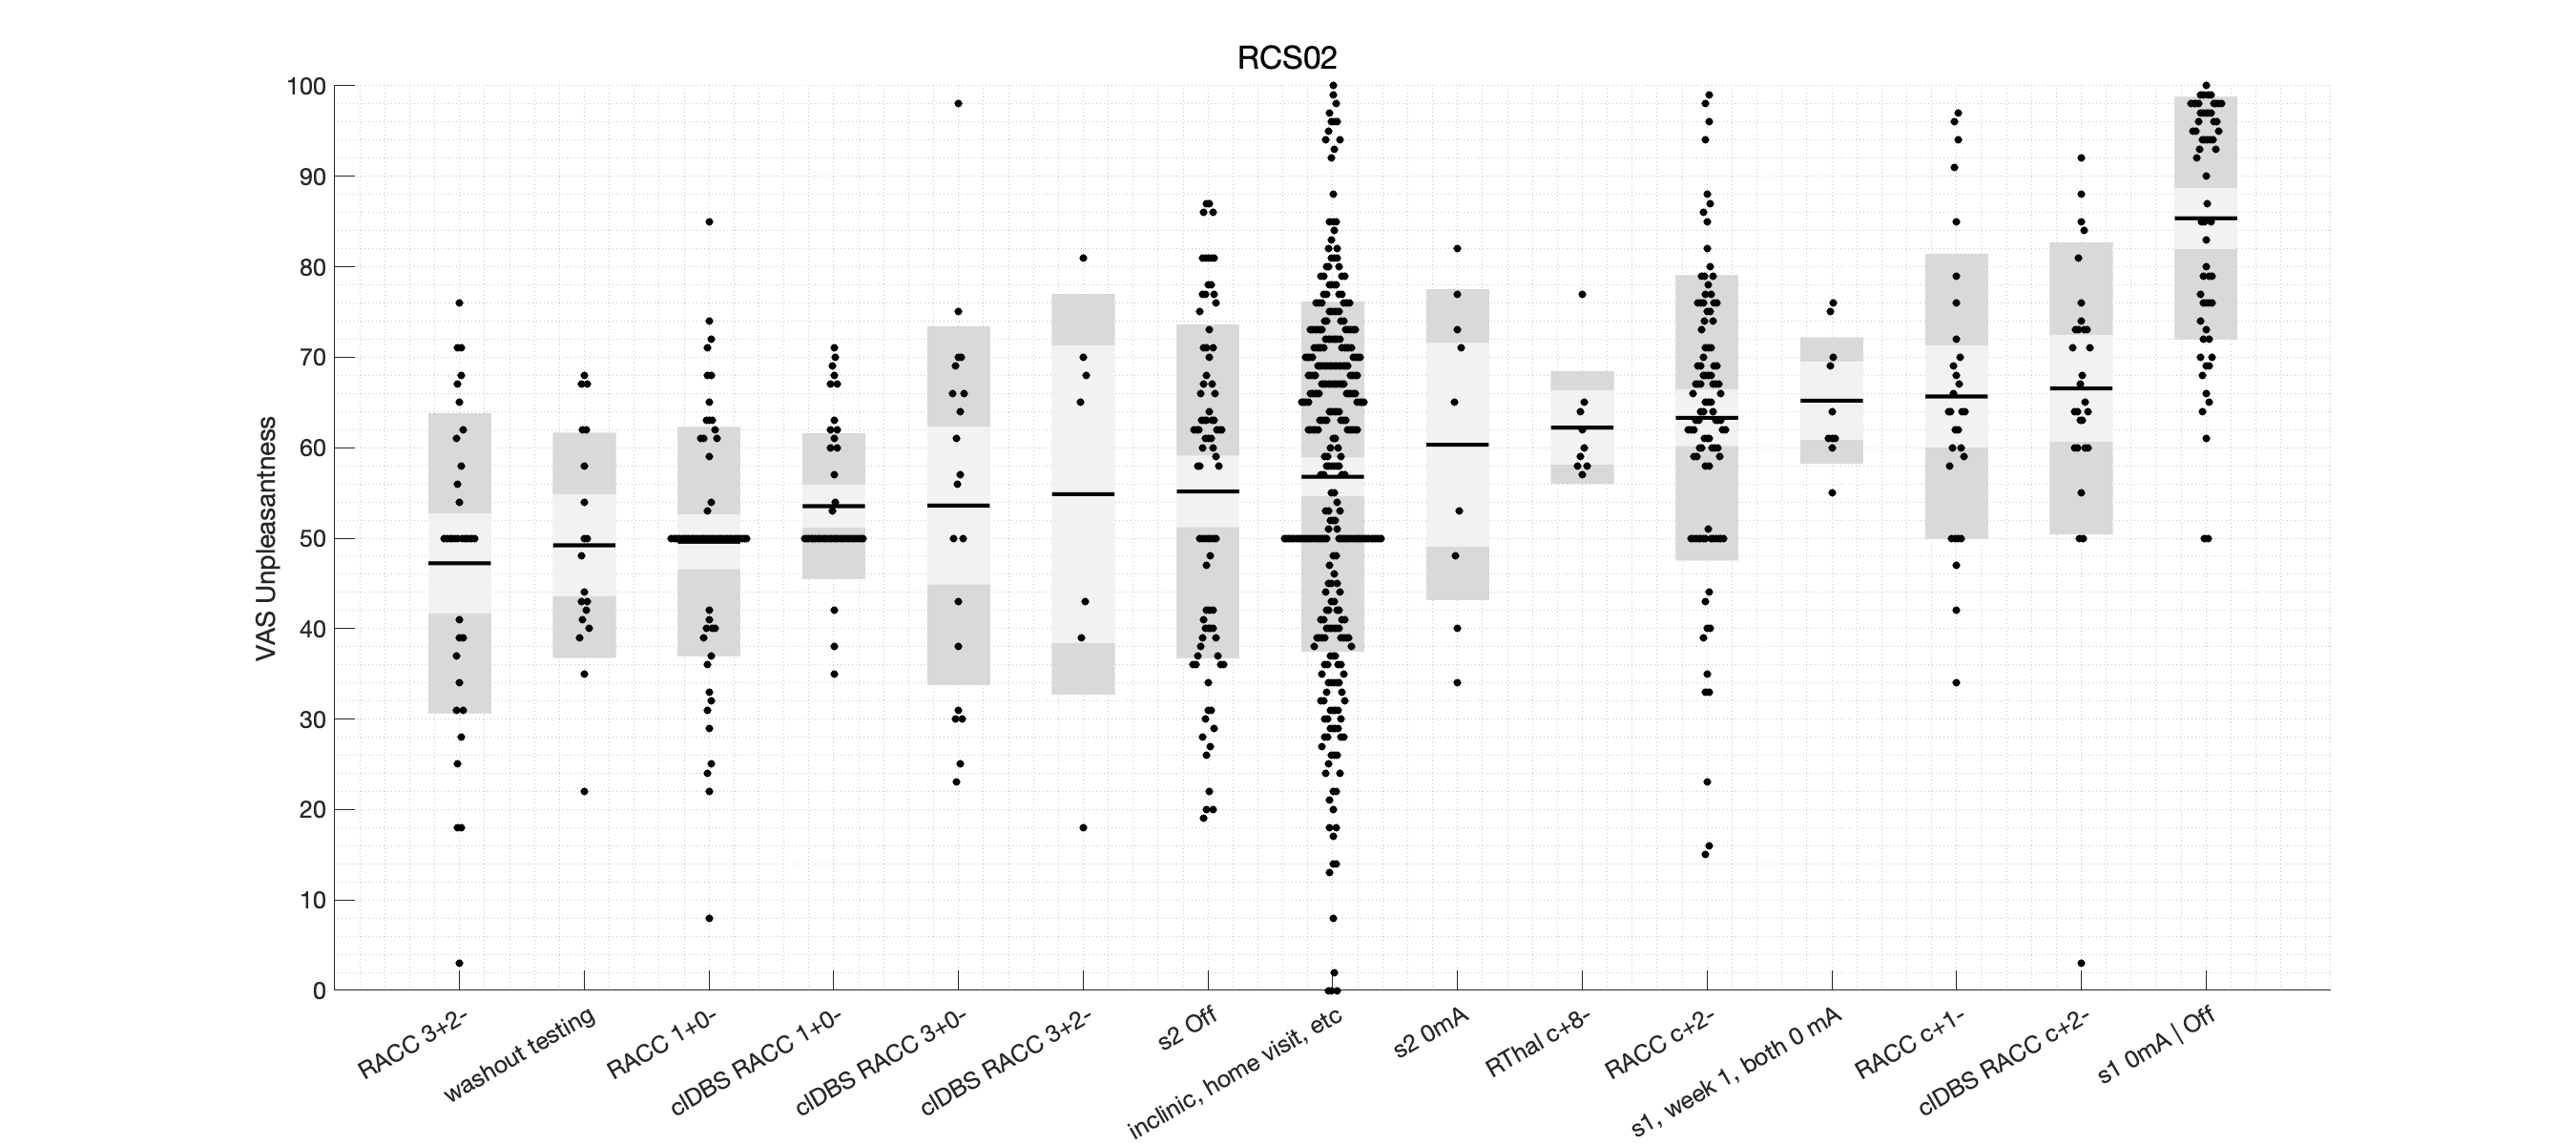 RCS02
100
90
80
70
60
50
40
30
20
10
0
VAS Unpleasantness
RACC 3+2-
washout testing
RACC 1+0-
clDBS RACC 1+0-
clDBS RACC 3+0-
clDBS RACC 3+2-
s2 Off
inclinic, home visit, etc
s2 0mA
RThal c+8-
RACC c+2-
s1, week 1, both 0 mA
RACC c+1-
clDBS RACC c+2-
s1 0mA | Off